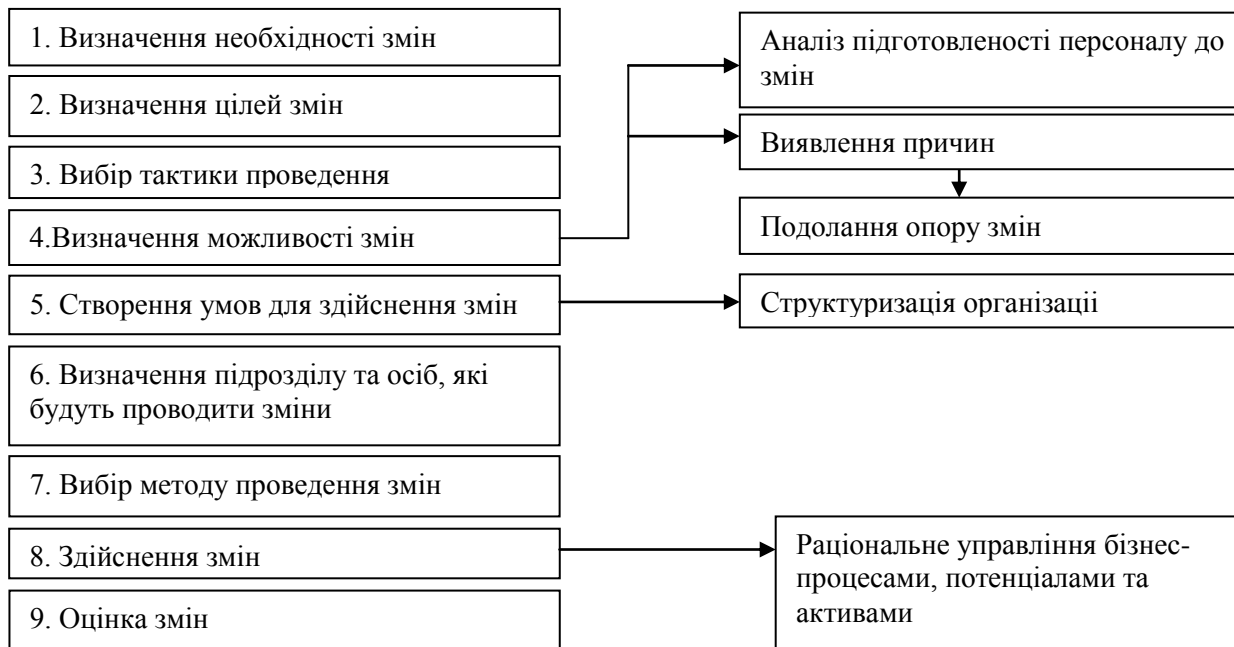 1. Визначення необхідності змін
2. Визначення цілей змін
3. Вибір тактики проведення
4.Визначення можливості змін
5. Створення умов для здійснення змін
6. Визначення підрозділу та осіб, які
будуть проводити зміни
7. Вибір методу проведення змін
8. Здійснення змін
9. Оцінка змін
Аналіз підготовленості персоналу до
змін
Виявлення причин
Подолання опору змін
Структуризація організаціі
Раціональне управління бізнес-
процесами, потенціалами та
активами